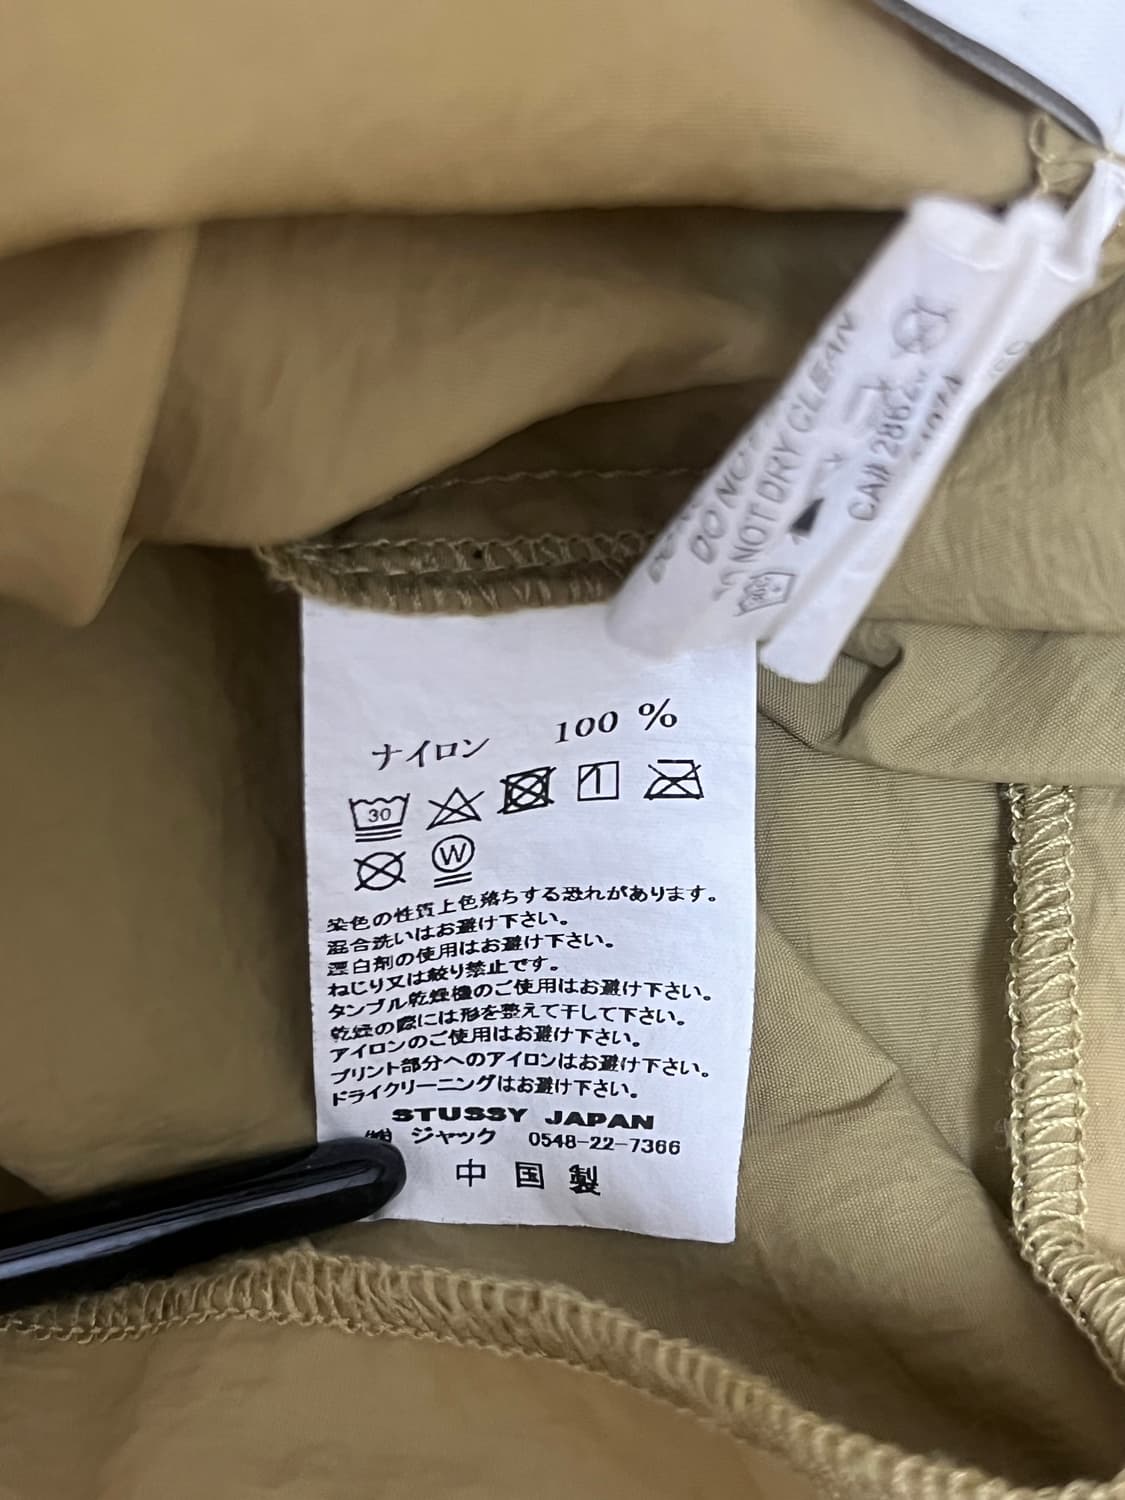 DO NOT DRY CLEAN
CA# 2862
ナイロン 100 %
30
W
染色の性質上色落ちする恐れがあります。
混合洗いはお避け下さい。
漂白剤の使用はお避け下さい。
ねじり又は絞り禁止です。
タンブル乾燥機のご使用はお避け下さい。
乾燥の際には形を整えて干して下さい。
アイロンのご使用はお避け下さい。
プリント部分へのアイロンはお避け下さい。
ドライクリーニングはお避け下さい。
STUSSY JAPAN
㈱ ジャック 0548-22-7366
中国製